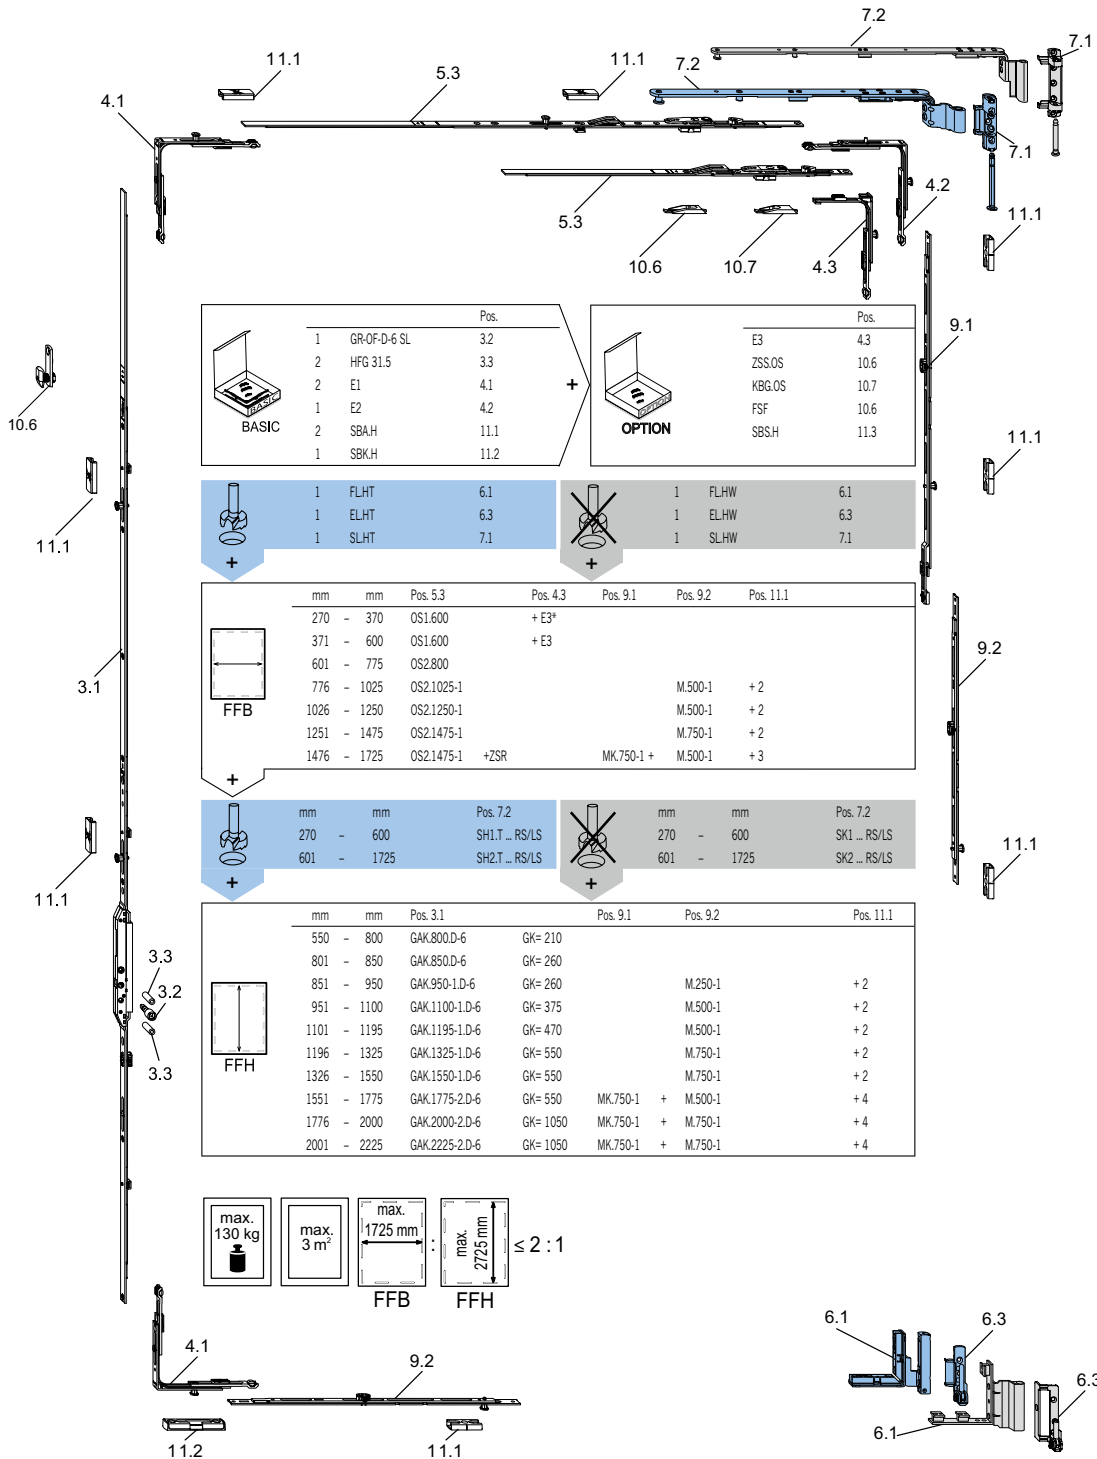 7.2
7.1
11.1
5.3
11.1
7.2
4.1
7.1
5.3
4.2
11.1
10.6
10.7
4.3
9.1
10.6
11.1
11.1
3.1
9.2
11.1
11.1
3.3
3.2
3.3
Pos.
1 GR-OF-D-6 SL 3.2
2 HFG 31.5 3.3
2 E1 4.1
1 E2 4.2
2 SBA.H 11.1
1 SBK.H 11.2
BASIC
BASIC
+
Pos.
E3 4.3
ZSS.OS 10.6
KBG.OS 10.7
FSF 10.6
SBS.H 11.3
OPTION
OPTION
1 FL.HT 6.1
1 EL.HT 6.3
1 SL.HT 7.1
+
1 FL.HW 6.1
1 EL.HW 6.3
1 SL.HW 7.1
+
mm mm Pos. 5.3 Pos. 4.3 Pos. 9.1 Pos. 9.2 Pos. 11.1
270 – 370 OS1.600 + E3*
371 – 600 OS1.600 + E3
601 – 775 OS2.800
776 – 1025 OS2.1025-1 M.500-1 + 2
1026 – 1250 OS2.1250-1 M.500-1 + 2
1251 – 1475 OS2.1475-1 M.750-1 + 2
1476 – 1725 OS2.1475-1 +ZSR MK.750-1 + M.500-1 + 3
FFB
+
mm mm Pos. 7.2
270 – 600 SH1.T ... RS/LS
601 – 1725 SH2.T ... RS/LS
+
mm mm Pos. 7.2
270 – 600 SK1 ... RS/LS
601 – 1725 SK2 ... RS/LS
+
mm mm Pos. 3.1 Pos. 9.1 Pos. 9.2 Pos. 11.1
550 – 800 GAK.800.D-6 GK= 210
801 – 850 GAK.850.D-6 GK= 260
851 – 950 GAK.950-1.D-6 GK= 260 M.250-1 + 2
951 – 1100 GAK.1100-1.D-6 GK= 375 M.500-1 + 2
1101 – 1195 GAK.1195-1.D-6 GK= 470 M.500-1 + 2
1196 – 1325 GAK.1325-1.D-6 GK= 550 M.750-1 + 2
1326 – 1550 GAK.1550-1.D-6 GK= 550 M.750-1 + 2
1551 – 1775 GAK.1775-2.D-6 GK= 550 MK.750-1 + M.500-1 + 4
1776 – 2000 GAK.2000-2.D-6 GK= 1050 MK.750-1 + M.750-1 + 4
2001 – 2225 GAK.2225-2.D-6 GK= 1050 MK.750-1 + M.750-1 + 4
FFH
max.
130 kg
max.
3 m²
max.
1725 mm
FFB
:
max.
2725 mm
FFH
≤ 2 : 1
4.1
9.2
11.2
11.1
6.1
6.3
6.1
6.3